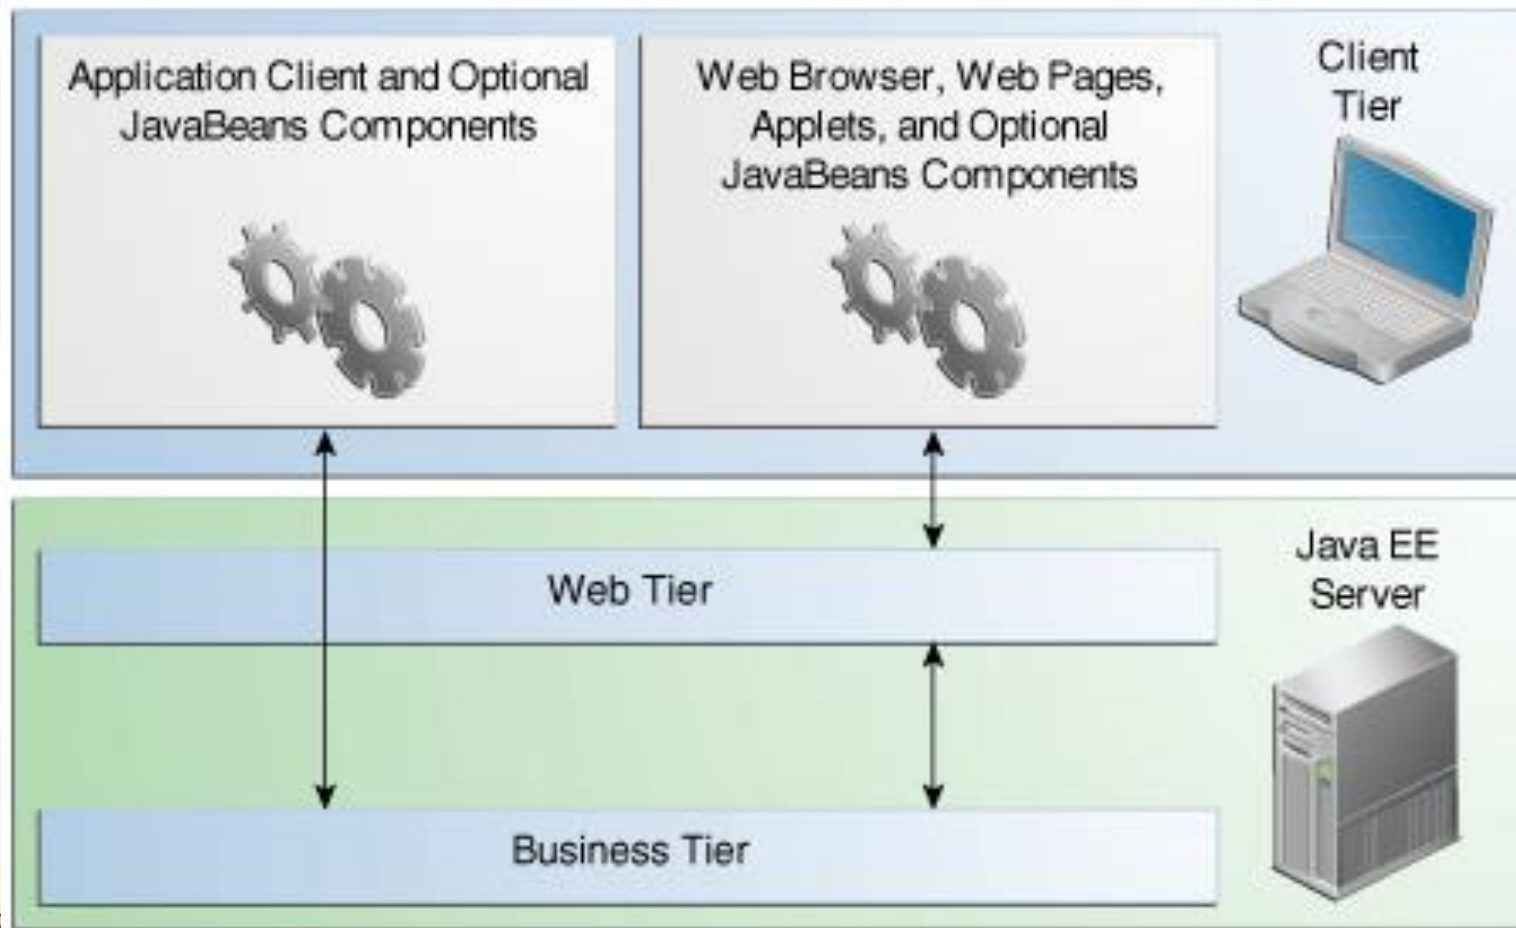 Application Client and Optional
JavaBeans Components
Web Browser, Web Pages,
Applets, and Optional
JavaBeans Components
Client
Tier
Web Tier
Java EE
Server
Business Tier